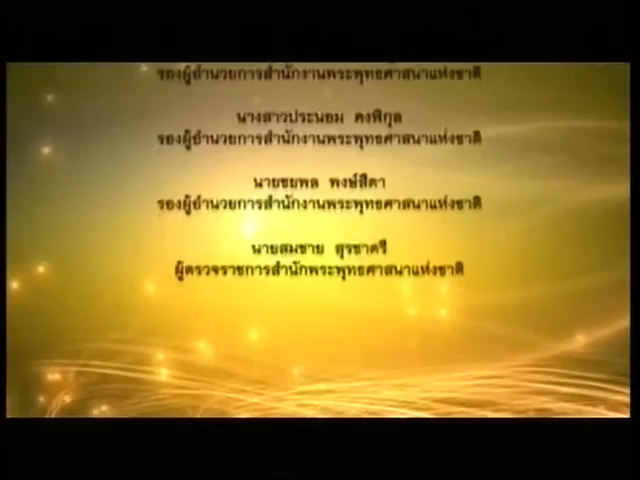 รองผู้อำนวยการสำนักงานพระพุทธศาสนาแห่งชาติ
นางสาวประนอม คงพิกุล
รองผู้อำนวยการสำนักงานพระพุทธศาสนาแห่งชาติ
นายชยพล พงษ์สีดา
รองผู้อำนวยการสำนักงานพระพุทธศาสนาแห่งชาติ
นายสมชาย สุรชาตรี
ผู้ตรวจราชการสำนักพระพุทธศาสนาแห่งชาติ